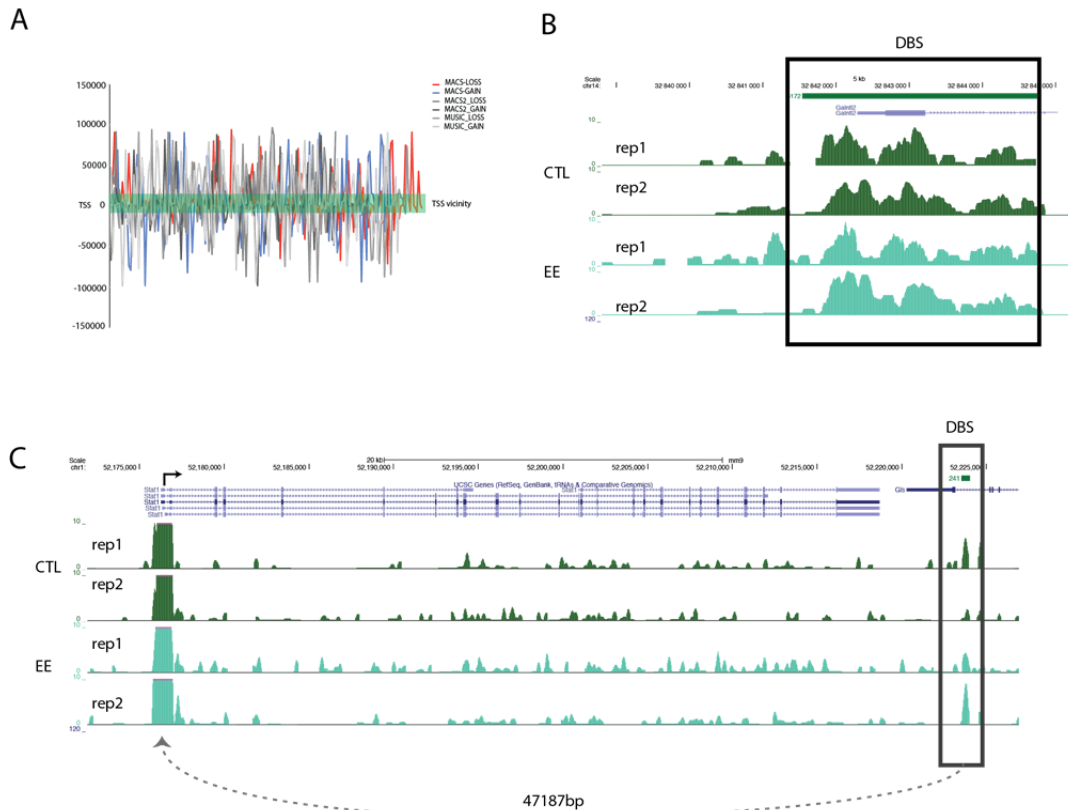 A
150000
100000
50000
TSS 0
-50000
-100000
-150000
MACS-LOSS
MACS-GAIN
MACS2_LOSS
MACS2_GAIN
MUSIC_LOSS
MUSIC_GAIN
TSS vicinity
B
DBS
Scale
chr14:
5 kb
32 840 000
32 841 000
32 842 000
32 843 000
32 844 000
172
Galntl2
Galntl2
CTL
EE
10
0
rep1
10
0
rep2
10
0
rep1
10
0
rep2
120
C
DBS
Scale
chr1:
20 kb
mm9
52,175,000
52,180,000
52,185,000
52,190,000
52,195,000
52,200,000
52,205,000
52,210,000
52,215,000
52,220,000
52,225,000
UCSC Genes (RefSeq, GenBank, tRNAs & Comparative Genomics)
Stat1
Stat1
Stat1
Stat1
Stat1
Stat1
Gls
241
CTL
EE
10
0
rep1
10
0
rep2
10
0
rep1
10
0
rep2
120
47187bp